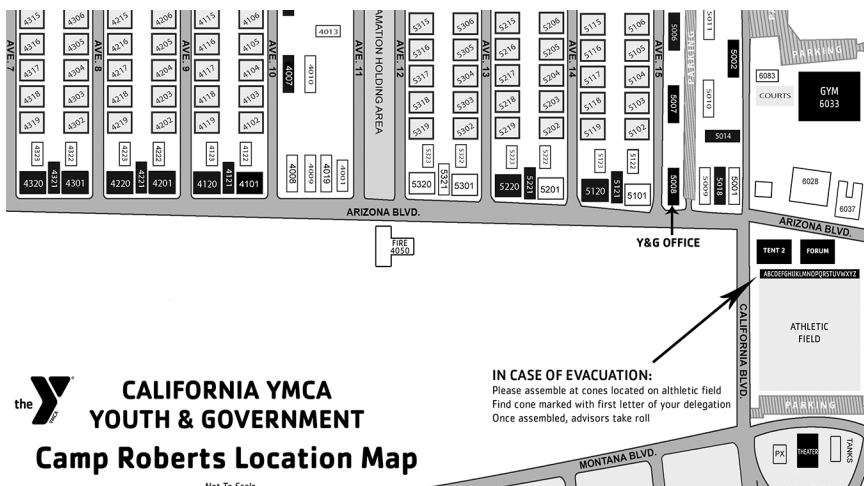 4315 4306 4215 4206 4115 4106 4013 5315 5306 5215 5206 5115 5106 5006 5011
4316 4305 4216 4205 4116 4105 5316 5305 5216 5205 5116 5105 5002 PARKING
4317 4304 4217 4204 4117 4104 4007 4010 5317 5304 5217 5204 5117 5104 PARKING 6083
4318 4303 4218 4203 4118 4103 5318 5303 5218 5203 5118 5103 5007 5010 COURTS GYM
6033
4319 4302 4219 4202 4119 4102 5319 5302 5219 5202 5119 5102 5014
AVE. 7 AVE. 8 AVE. 9 AVE. 10 AVE. 11 HOLDING AREA AVE. 12 AVE. 13 AVE. 14 AVE. 15
4323 4322 4223 4222 4123 4122 5323 5302 5223 5222 5123 5122
4320 4321 4301 4220 4221 4201 4120 4121 4101 4008 4009 4019 4001 5320 5321 5301 5220 5221 5201 5120 5121 5101 5008 5009 5018 5001 6028 6037
ARIZONA BLVD.
ARIZONA BLVD.
FIRE
4050
Y&G OFFICE
TENT 2 FORUM
ABCDEFGHIJKLMNOPQRSTUVWXYZ
ATHLETIC
FIELD
CALIFORNIA BLVD.
IN CASE OF EVACUATION:
Please assemble at cones located on althletic field
Find cone marked with first letter of your delegation
Once assembled, advisors take roll
PARKING
the Y YMCA
CALIFORNIA YMCA
YOUTH & GOVERNMENT
Camp Roberts Location Map
MONTANA BLVD.
PX THEATER TANKS